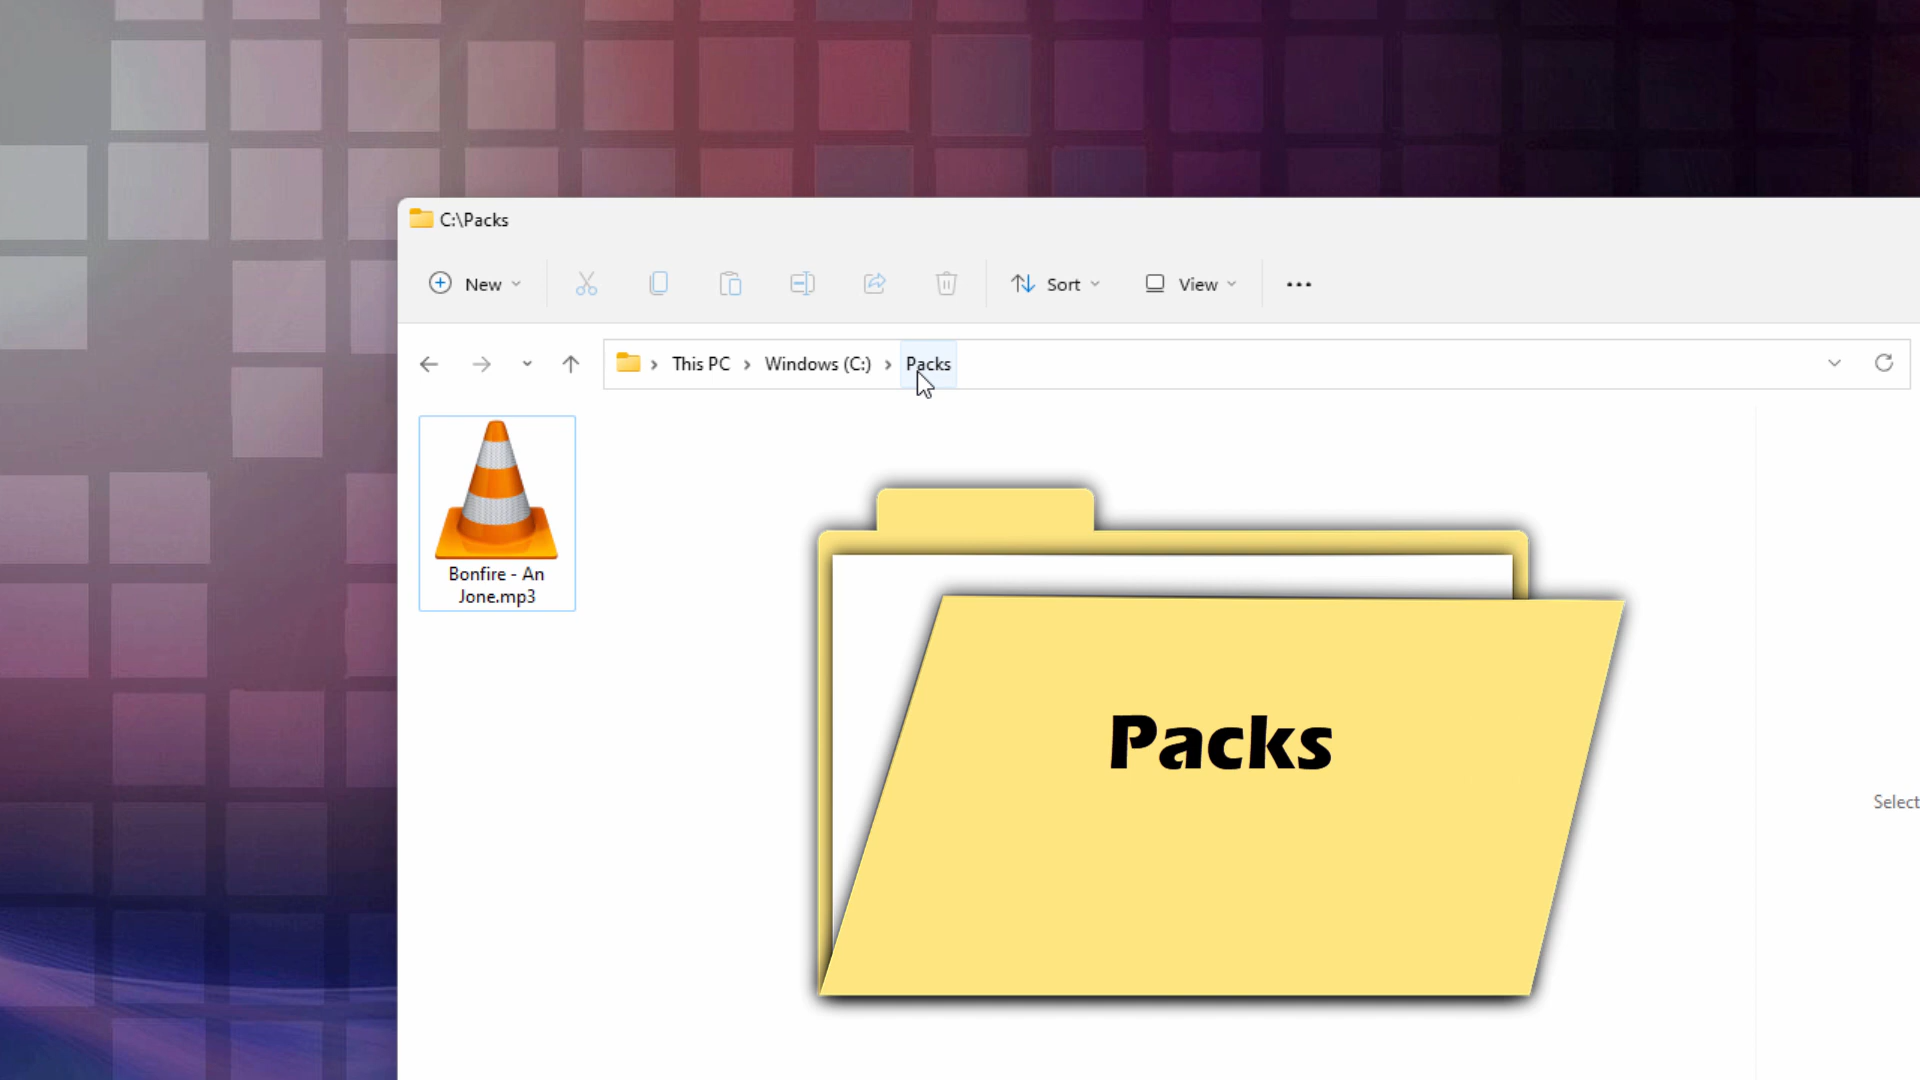 C:\Packs
New
Sort
View
This PC
Windows (C:)
Packs
Bonfire - An
Jone.mp3
Packs
Select